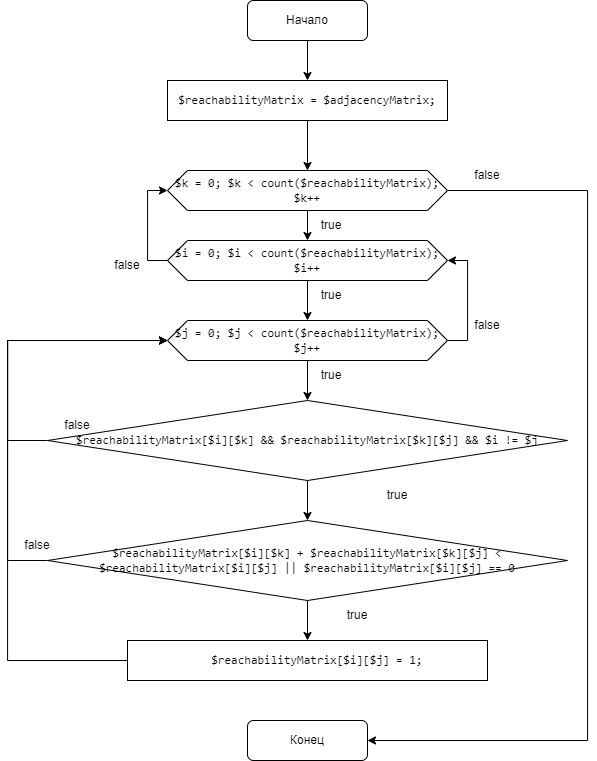 Начало
$reachabilityMatrix = $adjacencyMatrix;
$k = 0; $k < count($reachabilityMatrix);
$k++
false
true
$i = 0; $i < count($reachabilityMatrix);
$i++
false
true
$j = 0; $j < count($reachabilityMatrix);
$j++
false
true
false
$reachabilityMatrix[$i][$k] && $reachabilityMatrix[$k][$j] && $i != $j
true
false
$reachabilityMatrix[$i][$k] + $reachabilityMatrix[$k][$j] <
$reachabilityMatrix[$i][$j] || $reachabilityMatrix[$i][$j] == 0
true
$reachabilityMatrix[$i][$j] = 1;
Конец